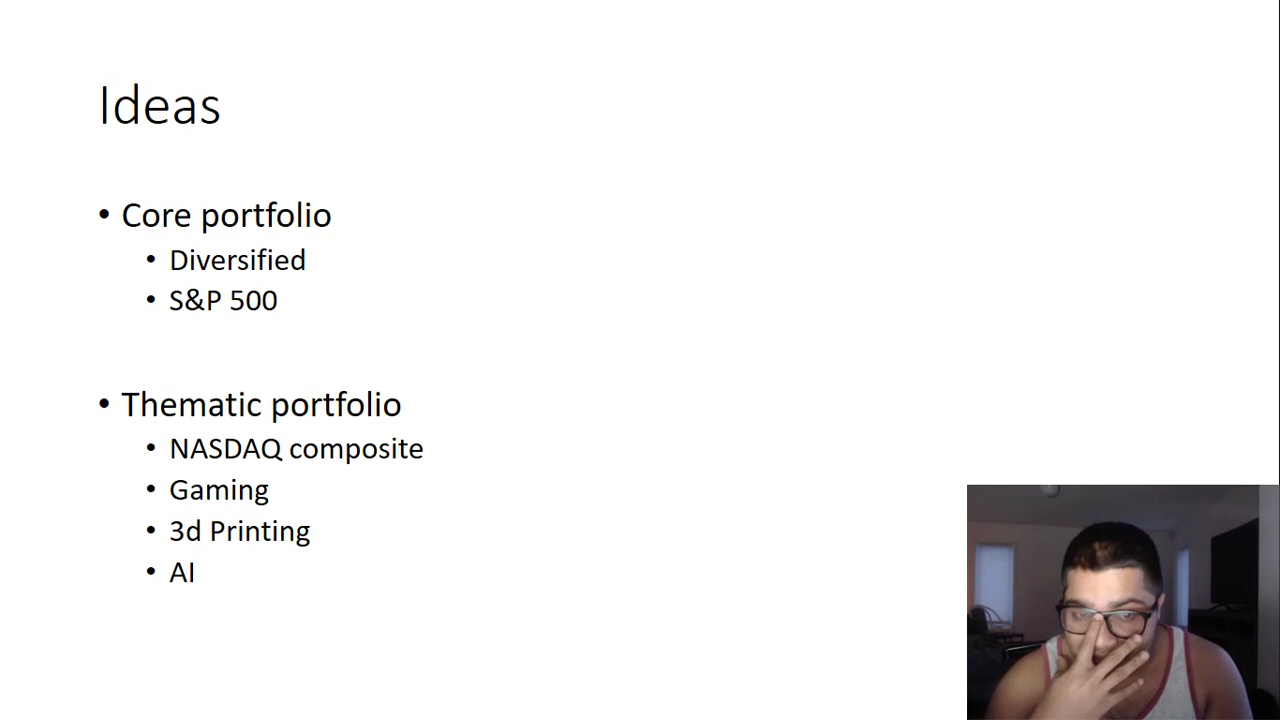 Ideas
• Core portfolio
• Diversified
• S&P 500
• Thematic portfolio
• NASDAQ composite
• Gaming
• 3d Printing
• AI